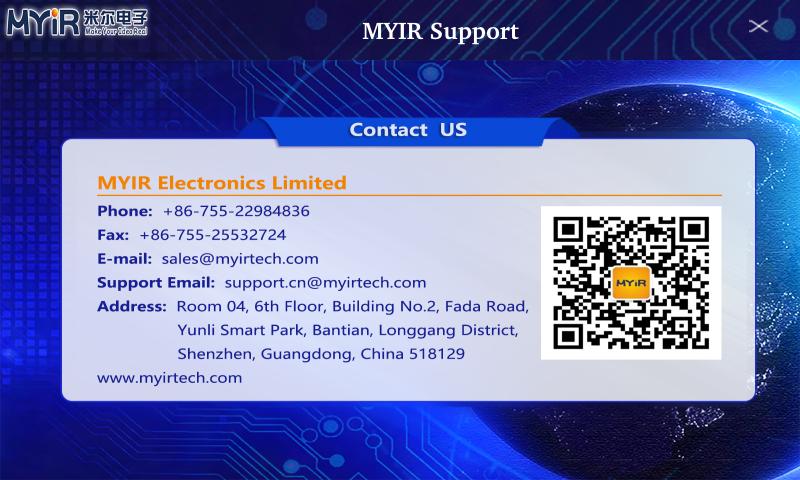 MYiR 米尔电子
Make Your Idea Real
MYIR Support
Contact US
MYIR Electronics Limited
Phone: +86-755-22984836
Fax: +86-755-25532724
E-mail: sales@myirtech.com
Support Email: support.cn@myirtech.com
Address: Room 04, 6th Floor, Building No.2, Fada Road,
Yunli Smart Park, Bantian, Longgang District,
Shenzhen, Guangdong, China 518129
www.myirtech.com
MYiR